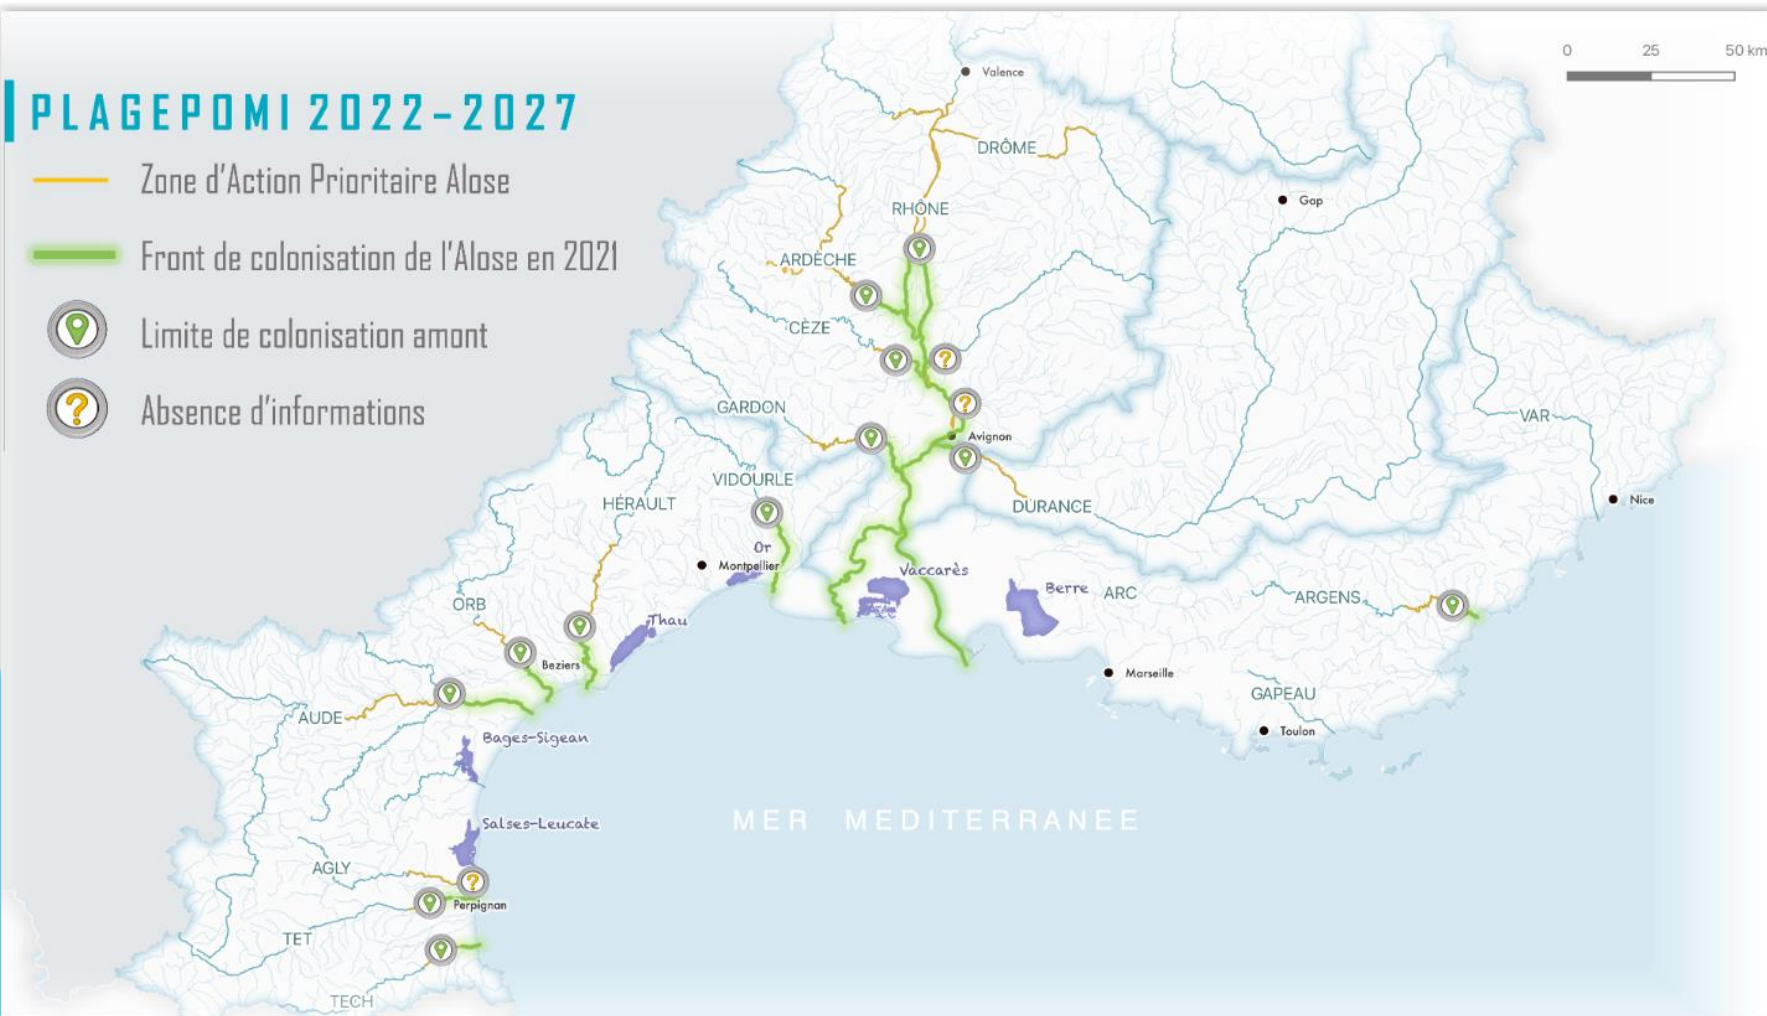 PLAGEPOMI 2022-2027
Zone d'Action Prioritaire Alose
Front de colonisation de l'Alose en 2021
Limite de colonisation amont
Absence d'informations
0 25 50 km
Valence
DRÔME
Gap
RHÔNE
ARDÈCHE
CÈZE
GARDON
Avignon
VAR
VIDOURLE
HÉRAULT
DURANCE
Nice
Or
Montpellier
Vaccarès
Berre
ARC
ARGENS
ORB
Thau
Beziers
Marseille
GAPEAU
AUDE
Toulon
Bages-Sigean
MER MEDITERRANEE
Salses-Leucate
AGLY
Perpignan
TET
TECH